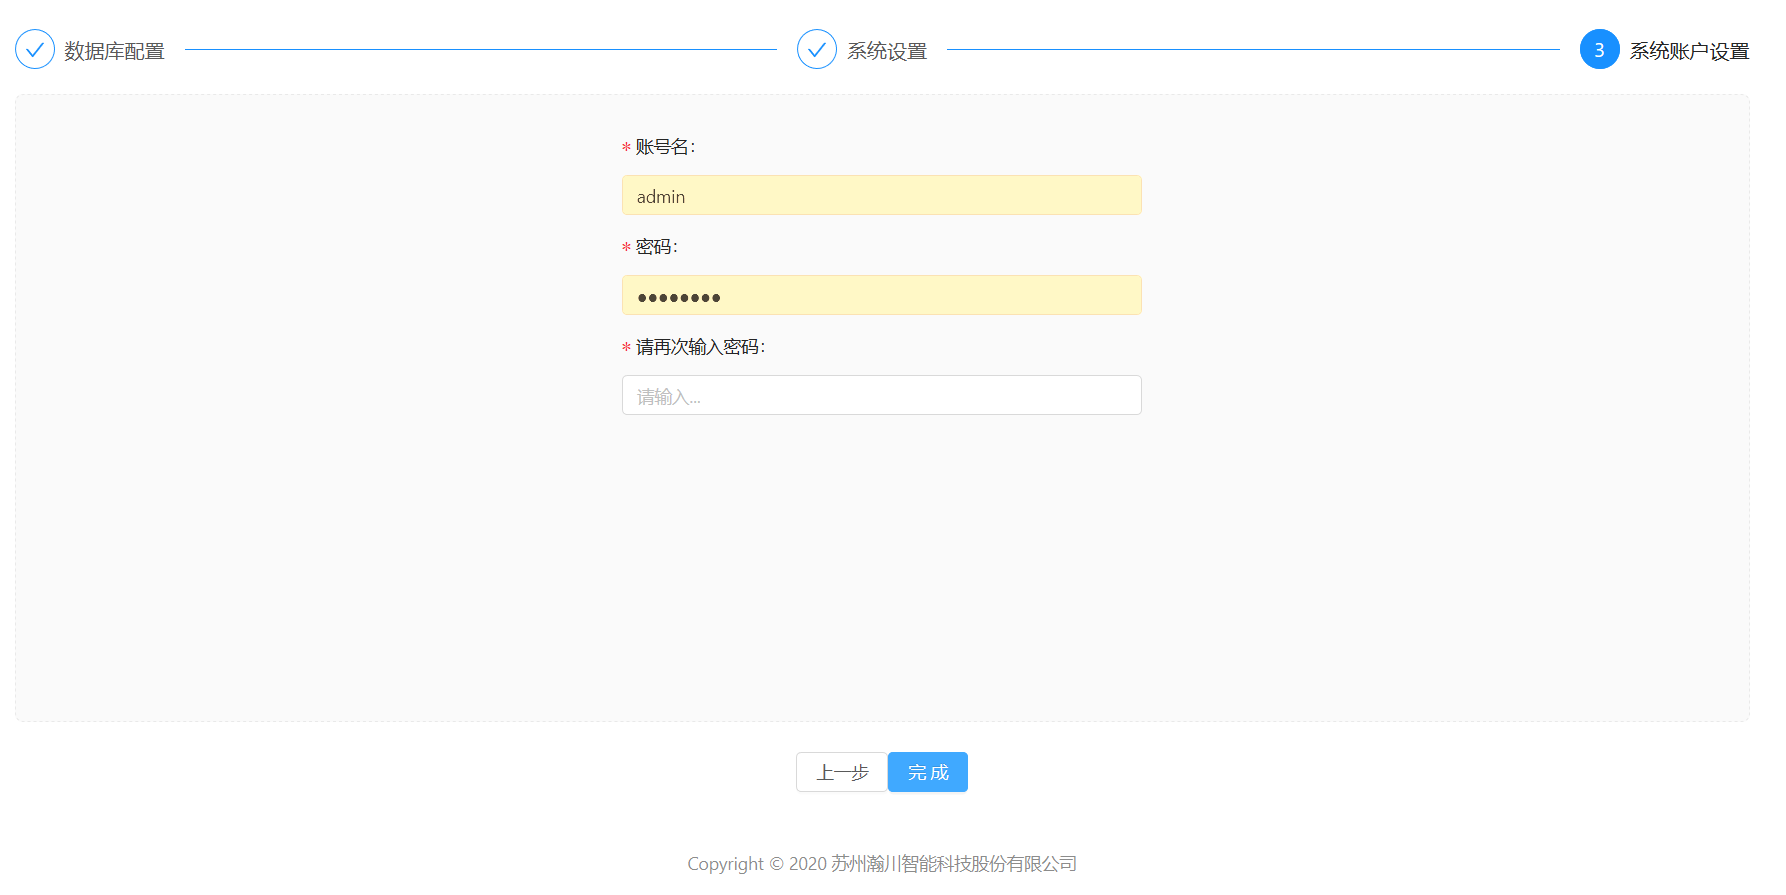 数据库配置
系统设置
3 系统账户设置
* 账号名：
admin
* 密码：
●●●●●●●●
* 请再次输入密码：
请输入...
上一步
完成
Copyright © 2020 苏州瀚川智能科技股份有限公司